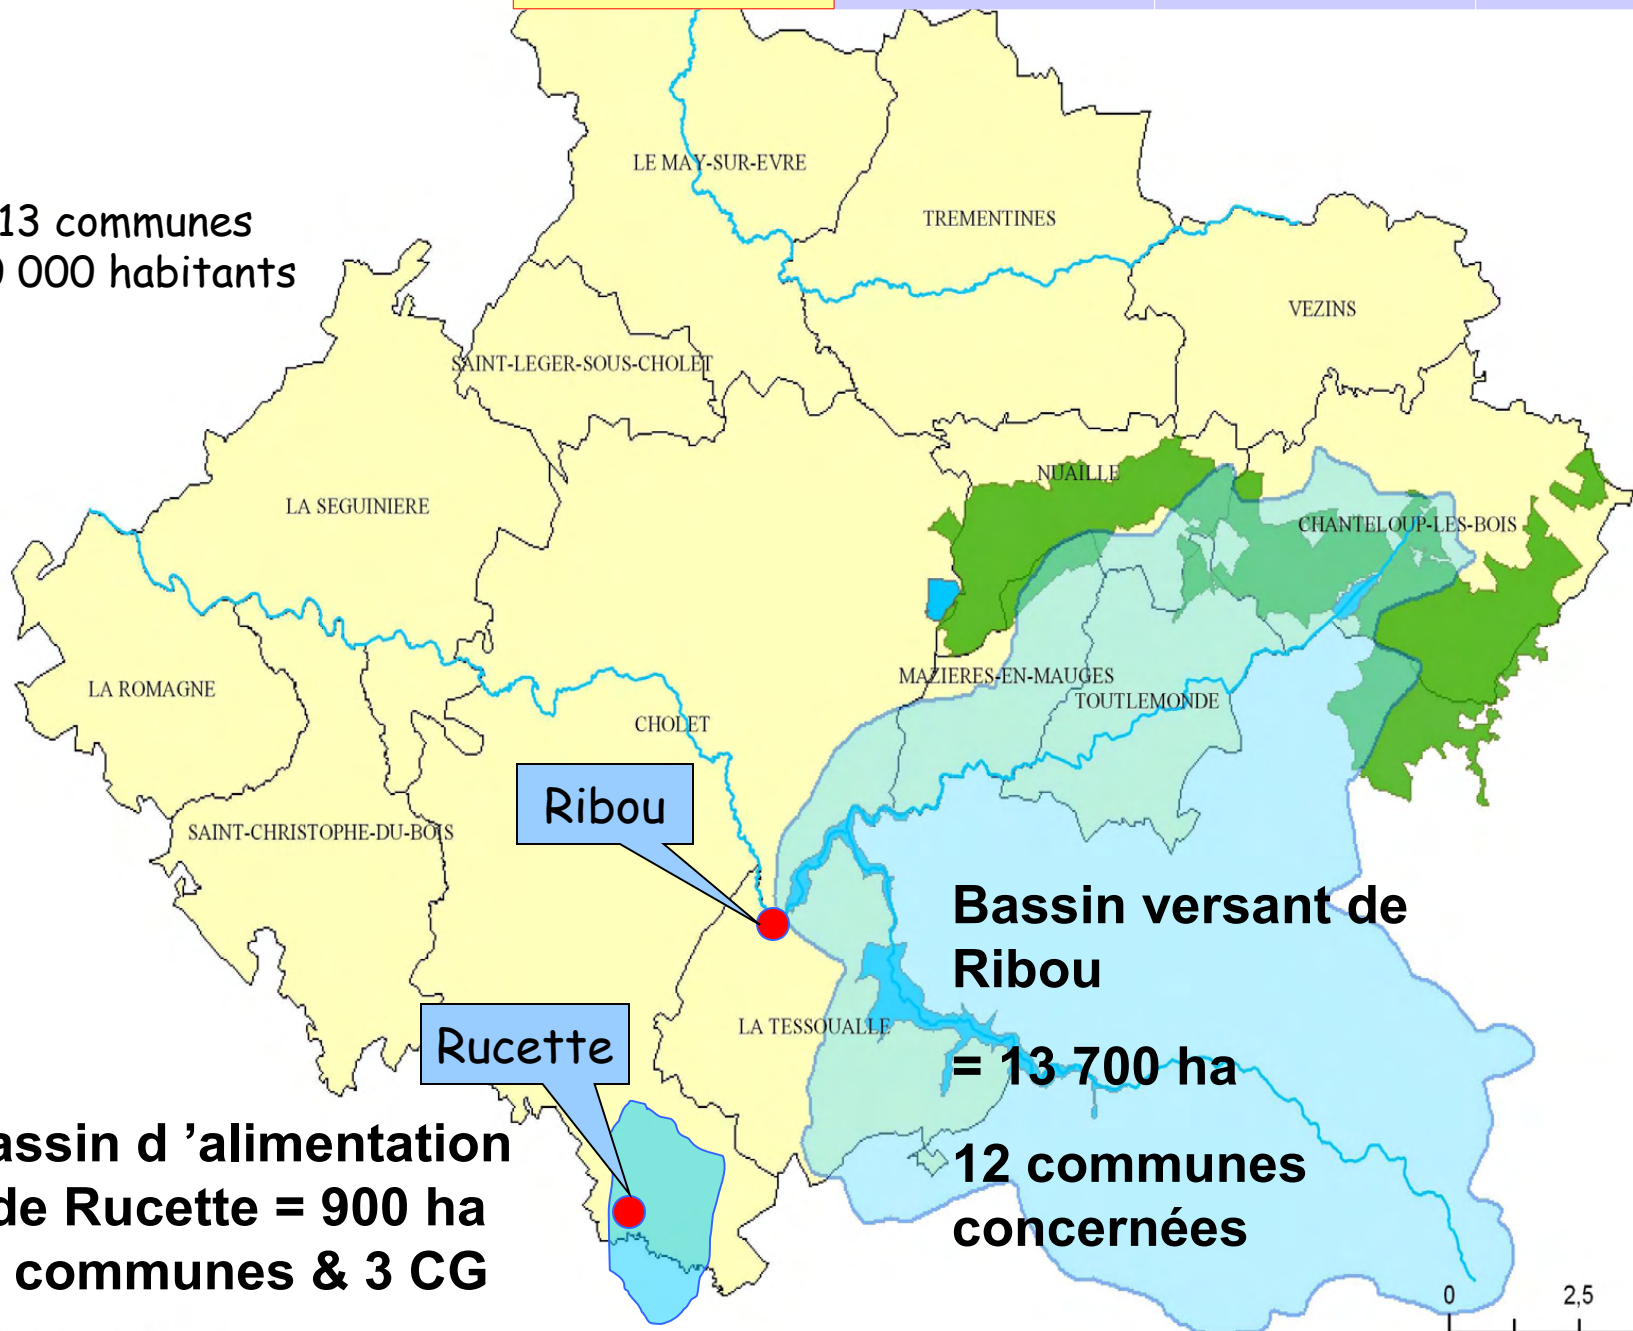 LE MAY-SUR-EVRE
13 communes
000 habitants
TREMENTINES
VEZINS
SAINT-LEGER-SOUS-CHOLET
NUAILLE
LA SEGUINIERE
CHANTELOUP-LES-BOIS
MAZIERES-EN-MAUGES
LA ROMAGNE
TOUTLEMONDE
CHOLET
Ribou
SAINT-CHRISTOPHE-DU-BOIS
Bassin versant de
Ribou
LA TESSOUALLE
Rucette
= 13 700 ha
assin d ’alimentation
de Rucette = 900 ha
communes & 3 CG
12 communes
concernées
0 2,5